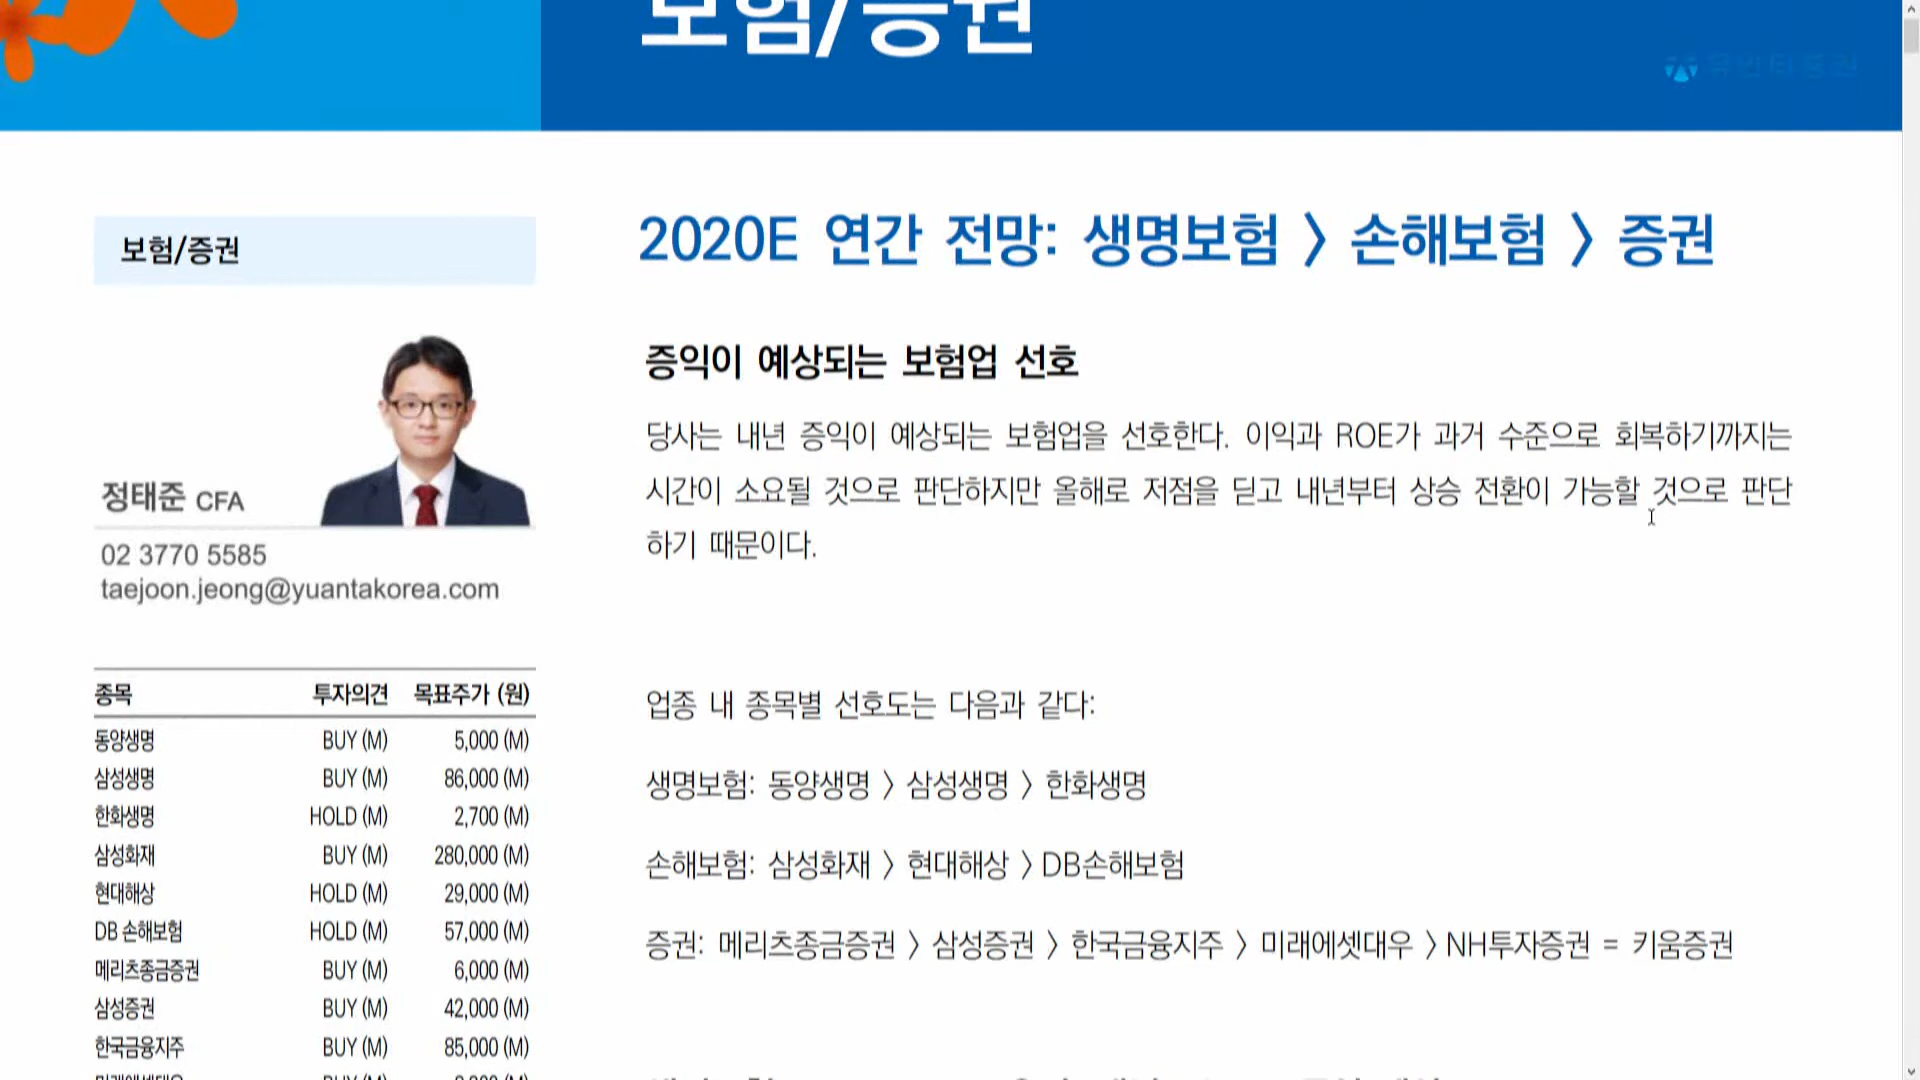 보험/증권
유안타증권
보험/증권
정태준 CFA
02 3770 5585
taejoon.jeong@yuantakorea.com
종목 투자의견 목표주가 (원)
동양생명 BUY (M) 5,000 (M)
삼성생명 BUY (M) 86,000 (M)
한화생명 HOLD (M) 2,700 (M)
삼성화재 BUY (M) 280,000 (M)
현대해상 HOLD (M) 29,000 (M)
DB 손해보험 HOLD (M) 57,000 (M)
메리츠종금증권 BUY (M) 6,000 (M)
삼성증권 BUY (M) 42,000 (M)
한국금융지주 BUY (M) 85,000 (M)
2020E 연간 전망: 생명보험 > 손해보험 > 증권
증익이 예상되는 보험업 선호
당사는 내년 증익이 예상되는 보험업을 선호한다. 이익과 ROE가 과거 수준으로 회복하기까지는
시간이 소요될 것으로 판단하지만 올해로 저점을 딛고 내년부터 상승 전환이 가능할 것으로 판단
하기 때문이다.
업종 내 종목별 선호도는 다음과 같다:
생명보험: 동양생명 > 삼성생명 > 한화생명
손해보험: 삼성화재 > 현대해상 > DB손해보험
증권: 메리츠종금증권 > 삼성증권 > 한국금융지주 > 미래에셋대우 > NH투자증권 = 키움증권